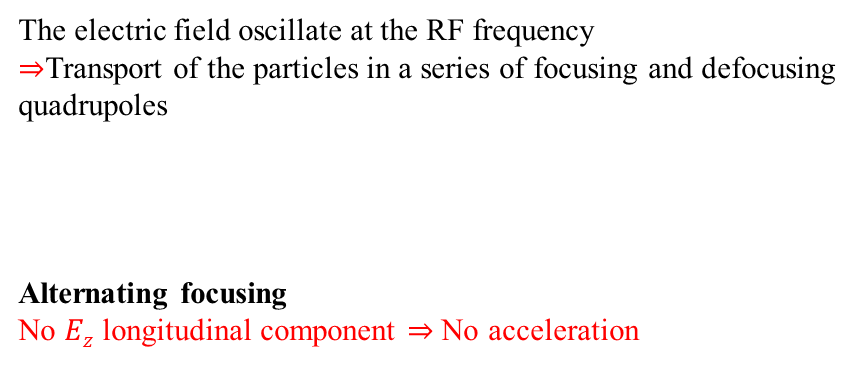 The electric field oscillate at the RF frequency
⇒Transport of the particles in a series of focusing and defocusing
quadrupoles
Alternating focusing
No E_z longitudinal component ⇒ No acceleration